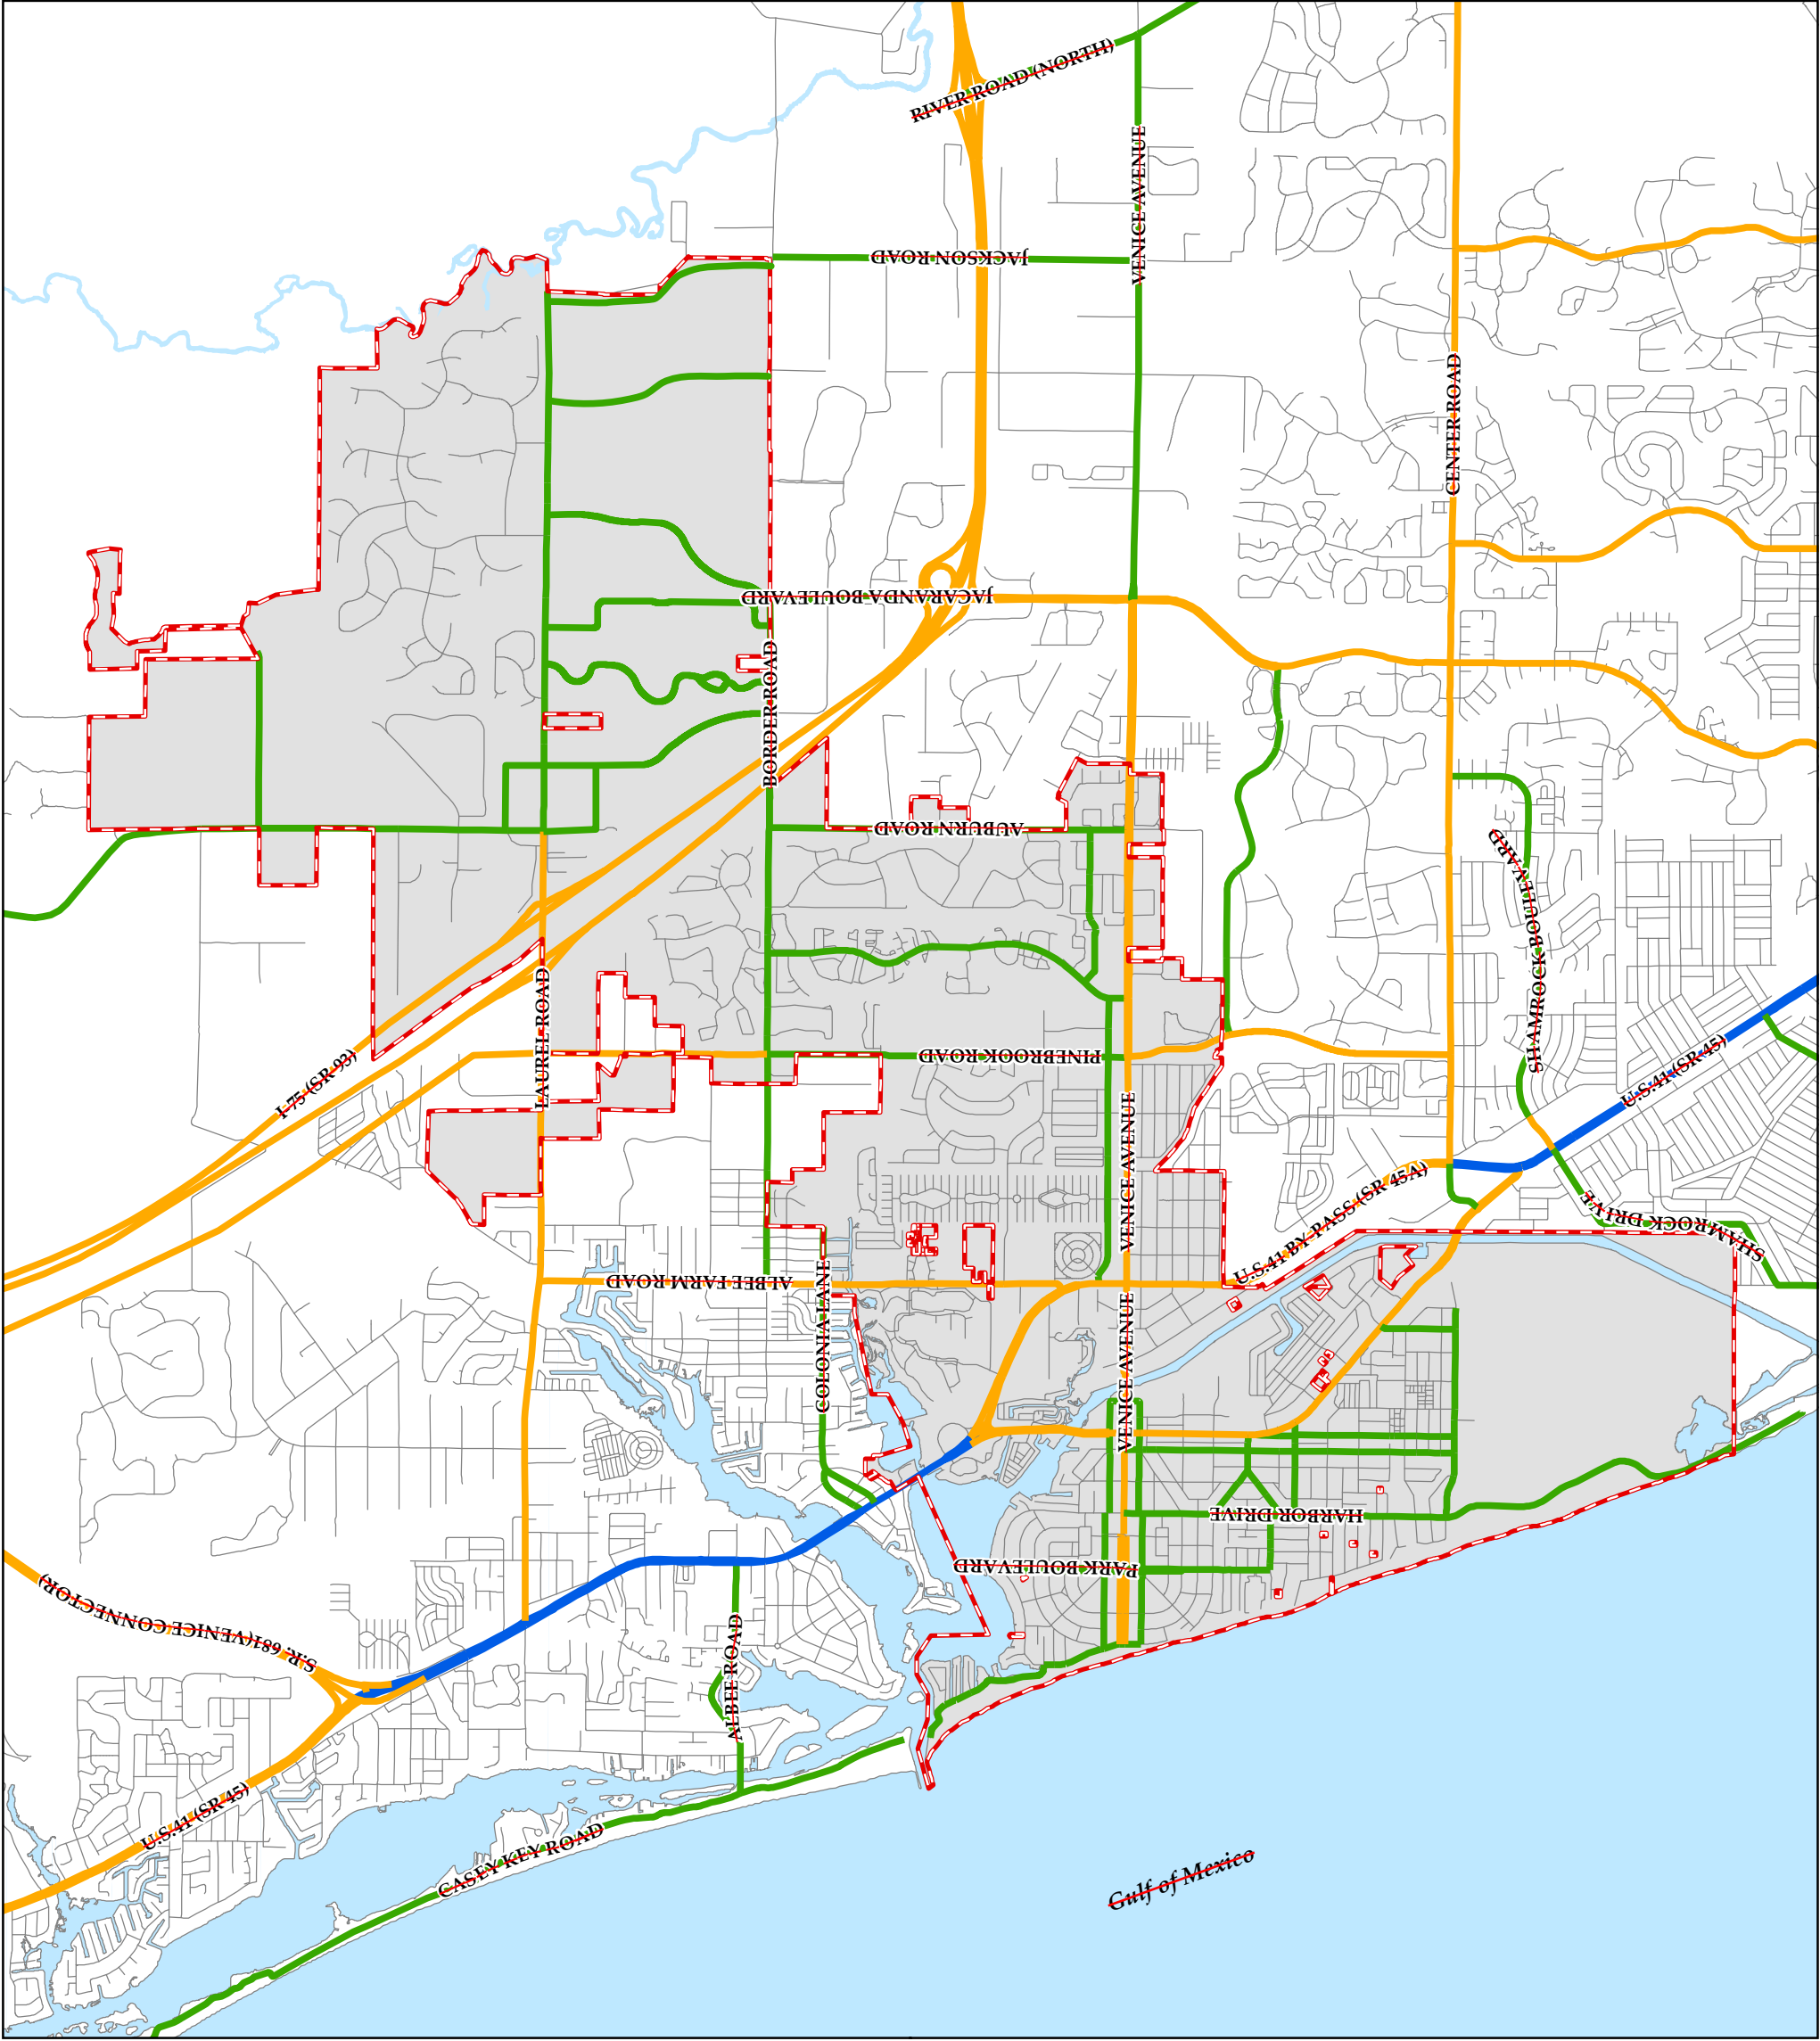 RIVER ROAD (NORTH)
VENICE AVENUE
JACKSON ROAD
CENTER ROAD
JACARANDA BOULEVARD
BORDER ROAD
AUBURN ROAD
SHAMROCK BOULEVARD
LAUREL ROAD
I-75 (SR 93)
PINEBROOK ROAD
U.S.41 (SR 45)
VENICE AVENUE
U.S.41 BY-PASS (SR 45A)
SHAMROCK DRIVE
ALBEE FARM ROAD
COLONIA LANE
VENICE AVENUE
HARBOR DRIVE
PARK BOULEVARD
S.R. 681(VENICE CONNECTOR)
ALBEE ROAD
U.S.41 (SR 45)
CASEY KEY ROAD
Gulf of Mexico